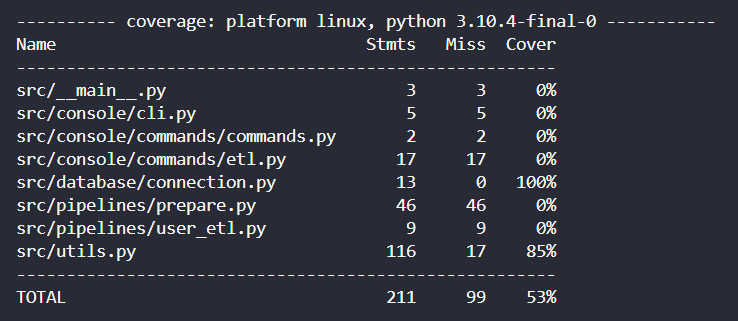 ---------- coverage: platform linux, python 3.10.4-final-0 -----------
Name                               Stmts   Miss  Cover
------------------------------------------------------
src/__main__.py                        3      3     0%
src/console/cli.py                     5      5     0%
src/console/commands/commands.py       2      2     0%
src/console/commands/etl.py           17     17     0%
src/database/connection.py            13      0   100%
src/pipelines/prepare.py              46     46     0%
src/pipelines/user_etl.py              9      9     0%
src/utils.py                         116     17    85%
------------------------------------------------------
TOTAL                                211     99    53%